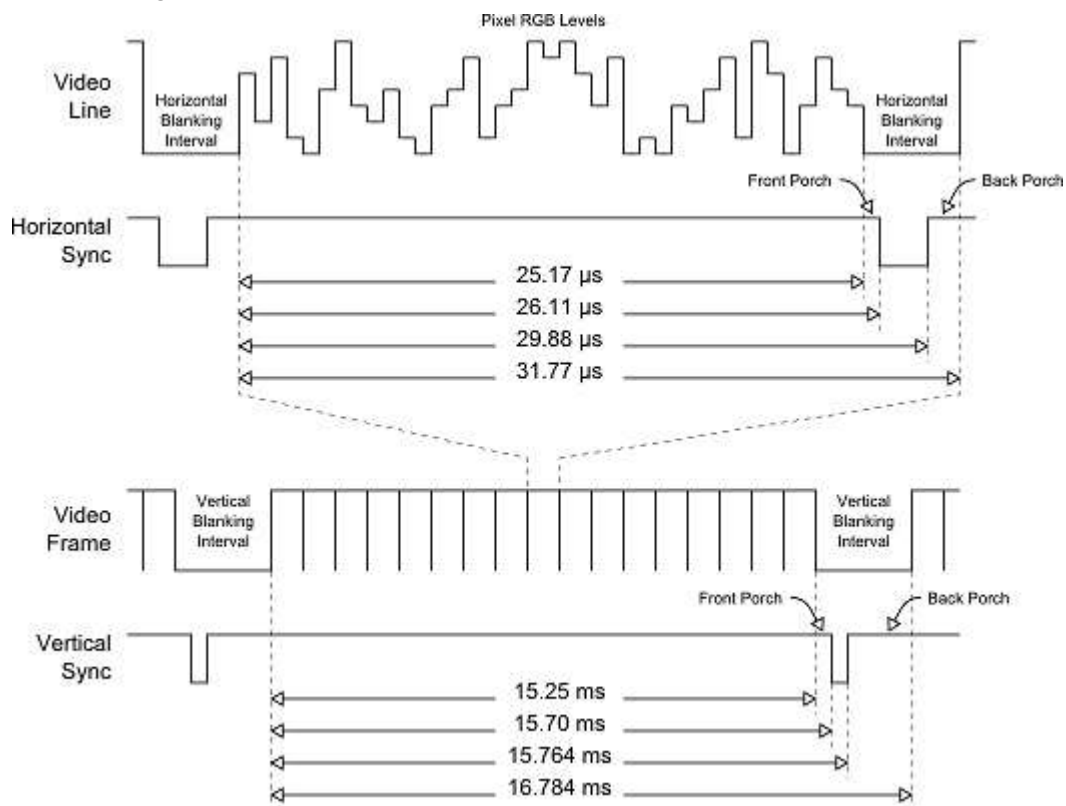 Pixel RGB Levels
Video
Line
Horizontal
Blanking
Interval
Horizontal
Blanking
Interval
Front Porch
Back Porch
Horizontal
Sync
25.17 µs
26.11 µs
29.88 µs
31.77 µs
Video
Frame
Vertical
Blanking
Interval
Vertical
Blanking
Interval
Front Porch
Back Porch
Vertical
Sync
15.25 ms
15.70 ms
15.764 ms
16.784 ms